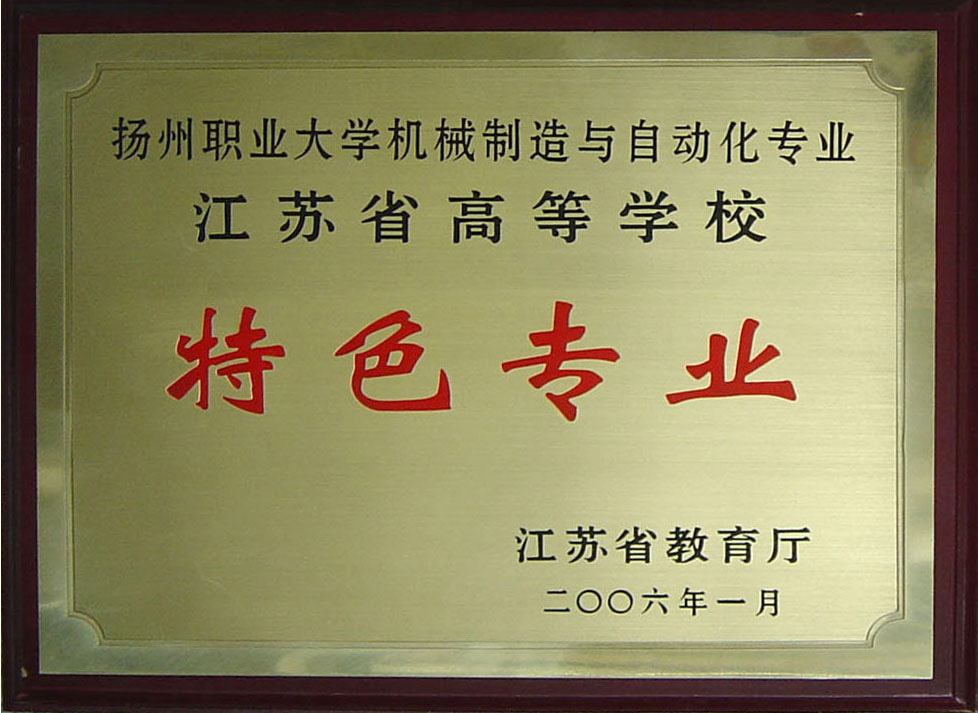 扬州职业大学机械制造与自动化专业
江苏省高等学校
特色专业
江苏省教育厅
二〇〇六年一月